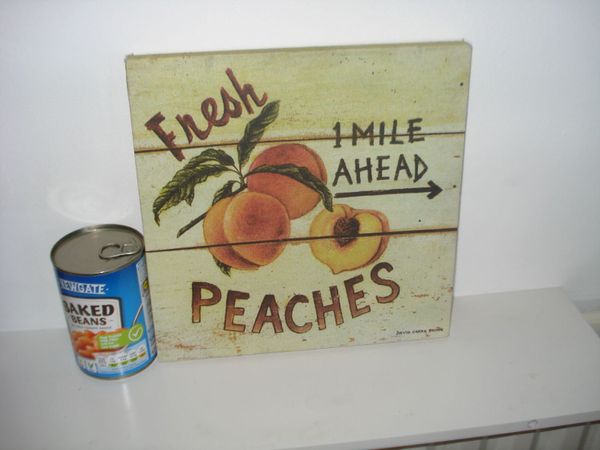 Fresh
1 MILE
AHEAD
PEACHES
NEWGATE
BAKED
BEANS